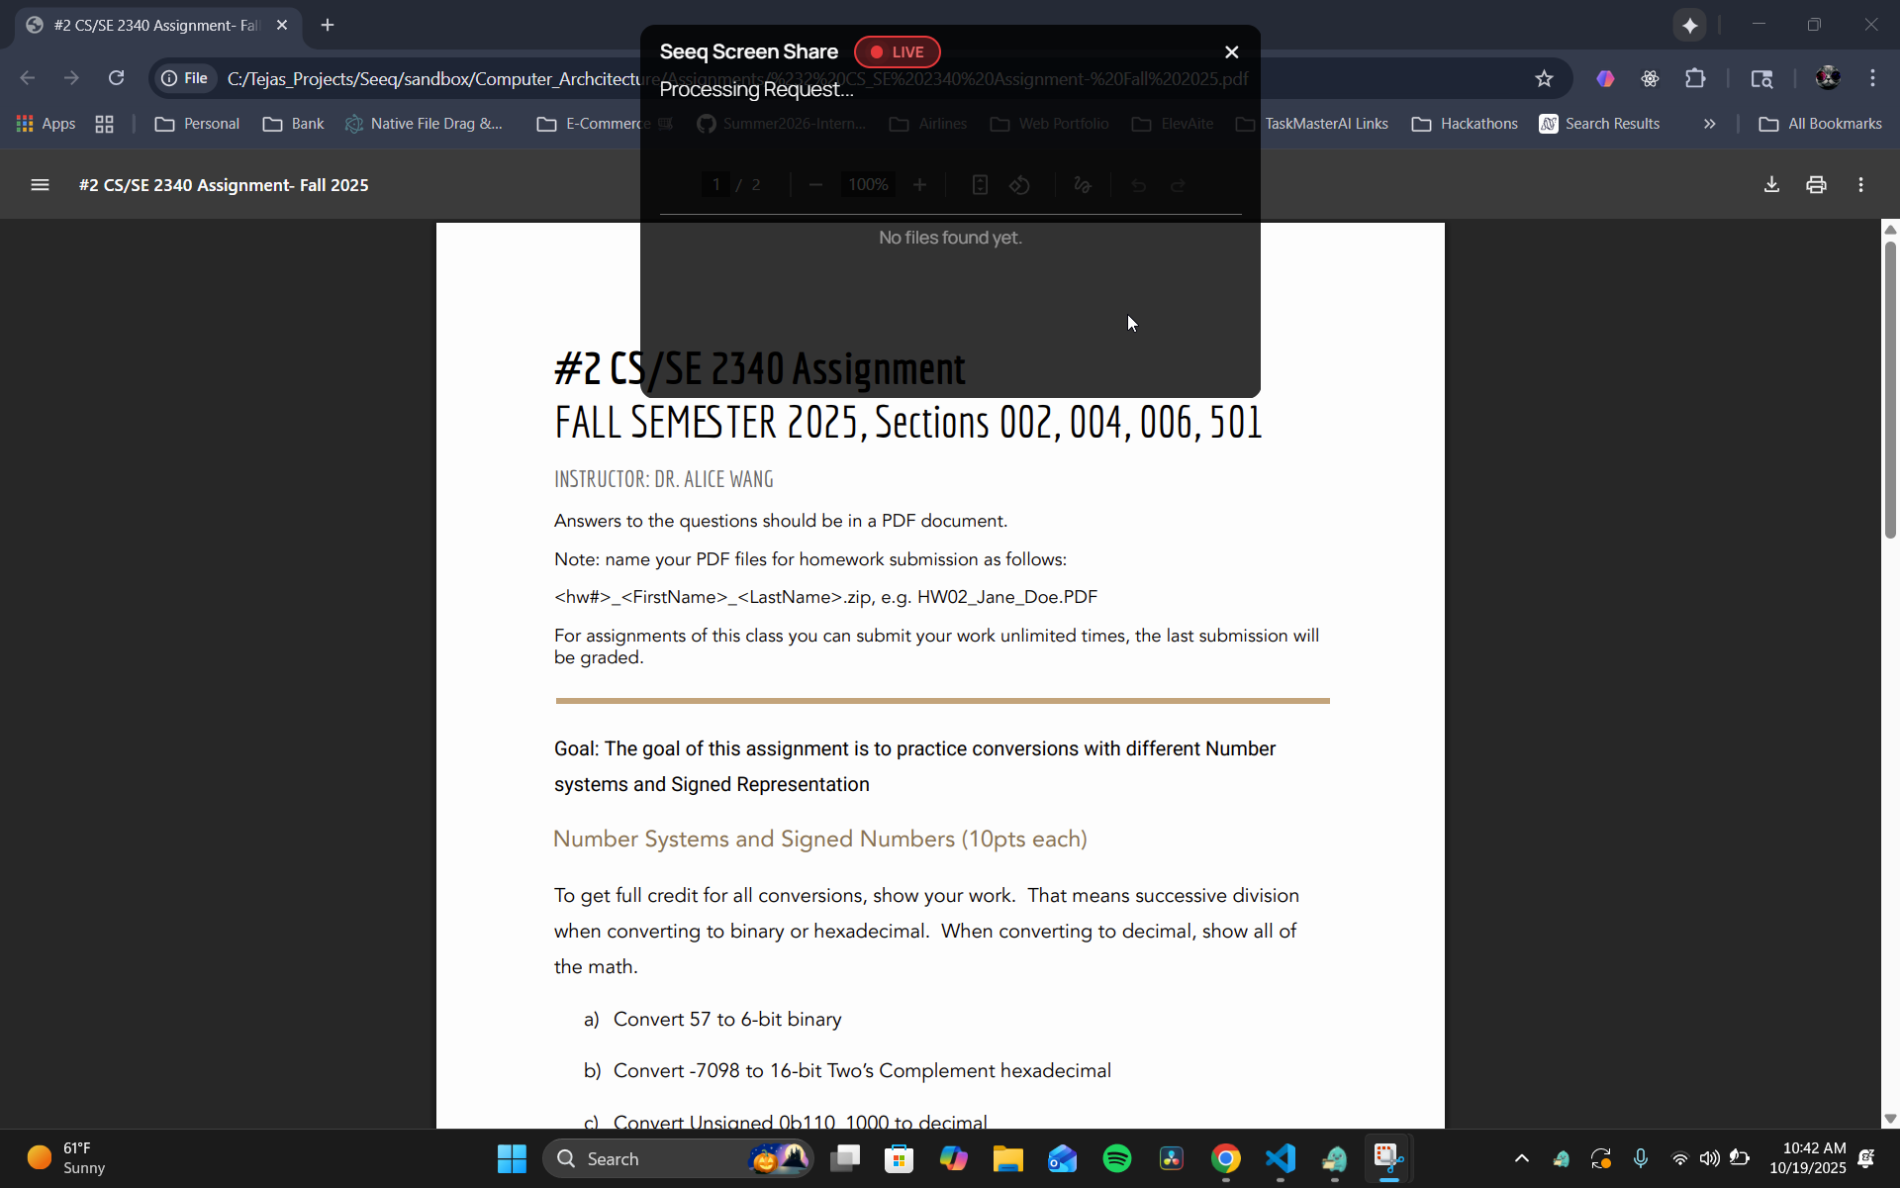 #2 CS/SE 2340 Assignment- Fall
Seeq Screen Share
LIVE
Processing Request...
File
C:/Tejas_Projects/Seeq/sandbox/Computer_Archcitecture/Assignments/%232%20CS_SE%202340%20Assignment-%20Fall%202025.pdf
Apps
Personal
Bank
Native File Drag &...
E-Commerce
Summer2026-Intern...
Airlines
Web Portfolio
ElevAite
TaskMasterAI Links
Hackathons
Search Results
»
All Bookmarks
#2 CS/SE 2340 Assignment- Fall 2025
1 / 2
100%
No files found yet.
#2 CS/SE 2340 Assignment
FALL SEMESTER 2025, Sections 002, 004, 006, 501
INSTRUCTOR: DR. ALICE WANG
Answers to the questions should be in a PDF document.
Note: name your PDF files for homework submission as follows:
<hw#>_<FirstName>_<LastName>.zip, e.g. HW02_Jane_Doe.PDF
For assignments of this class you can submit your work unlimited times, the last submission will
be graded.
Goal: The goal of this assignment is to practice conversions with different Number
systems and Signed Representation
Number Systems and Signed Numbers (10pts each)
To get full credit for all conversions, show your work. That means successive division
when converting to binary or hexadecimal. When converting to decimal, show all of
the math.
a) Convert 57 to 6-bit binary
b) Convert -7098 to 16-bit Two's Complement hexadecimal
c) Convert Unsigned 0b110_1000 to decimal
61°F
Sunny
Search
10:42 AM
10/19/2025